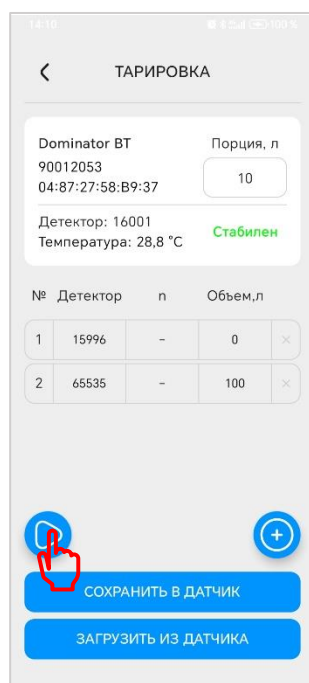 14:10 100 %
ТАРИРОВКА
Dominator BT Порция, л
90012053
04:87:27:58:B9:37 10
Детектор: 16001 Стабилен
Температура: 28,8 °C
№ Детектор n Объем,л
1 15996 – 0 ×
2 65535 – 100 ×
+
СОХРАНИТЬ В ДАТЧИК
ЗАГРУЗИТЬ ИЗ ДАТЧИКА